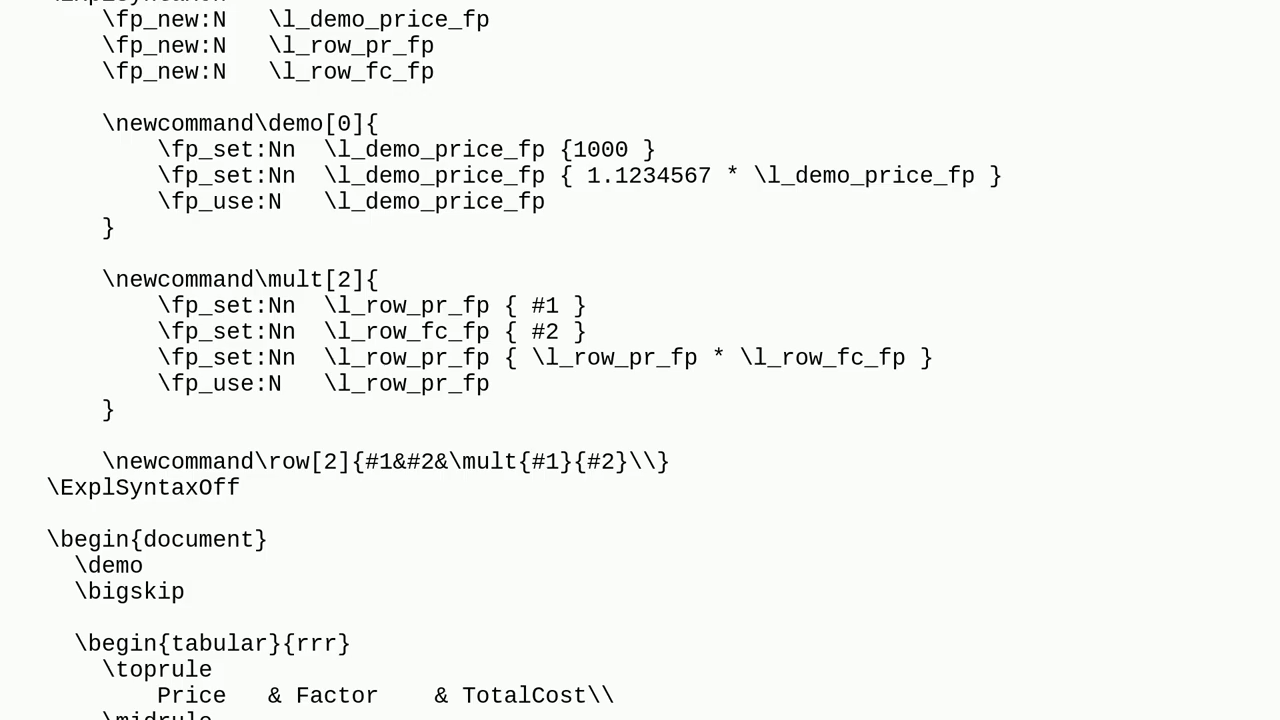 \ExplSyntaxOn
\fp_new:N   \l_demo_price_fp
\fp_new:N   \l_row_pr_fp
\fp_new:N   \l_row_fc_fp
\newcommand\demo[0]{
\fp_set:Nn  \l_demo_price_fp {1000 }
\fp_set:Nn  \l_demo_price_fp { 1.1234567 * \l_demo_price_fp }
\fp_use:N   \l_demo_price_fp
}
\newcommand\mult[2]{
\fp_set:Nn  \l_row_pr_fp { #1 }
\fp_set:Nn  \l_row_fc_fp { #2 }
\fp_set:Nn  \l_row_pr_fp { \l_row_pr_fp * \l_row_fc_fp }
\fp_use:N   \l_row_pr_fp
}
\newcommand\row[2]{#1&#2&\mult{#1}{#2}\\}
\ExplSyntaxOff
\begin{document}
\demo
\bigskip
\begin{tabular}{rrr}
\toprule
Price   & Factor    & TotalCost\\
\midrule